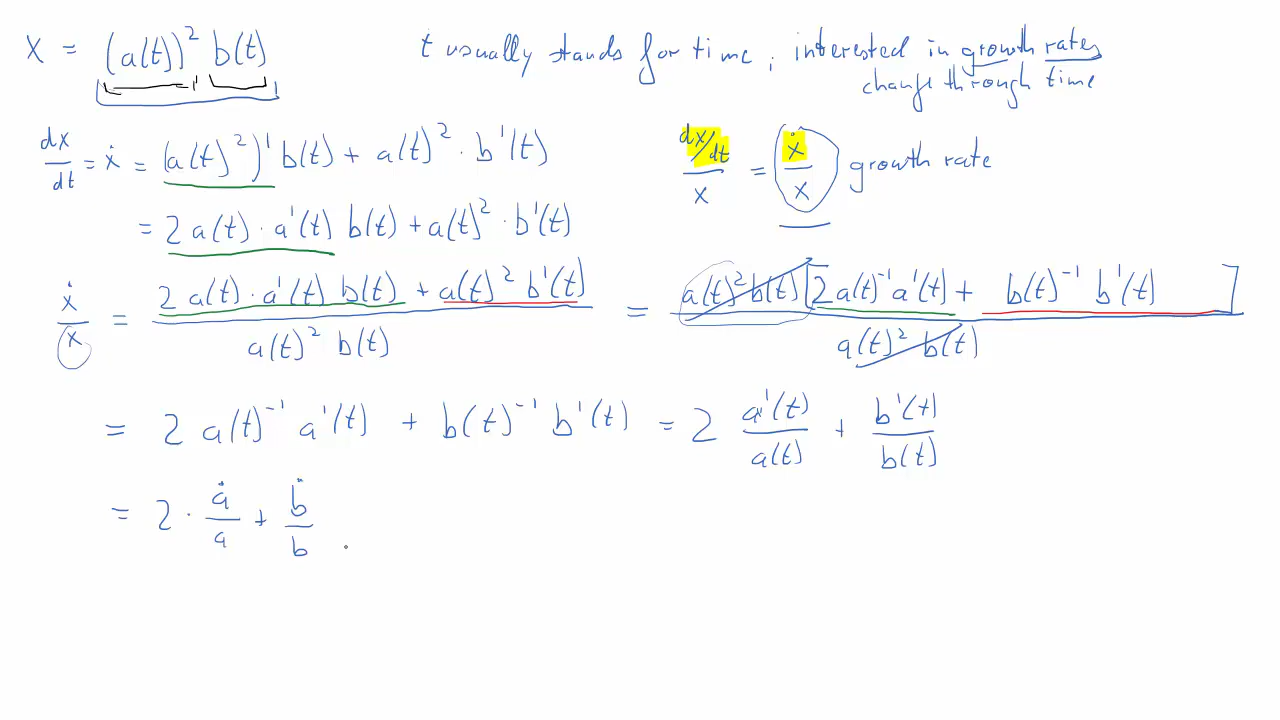 x = (a(t))² b(t)
t usually stands for time, interested in growth rates
change through time
dx/dt = ẋ = (a(t)²)' b(t) + a(t)² · b'(t)
dx/dt / x = ẋ/x growth rate
= 2 a(t) · a'(t) b(t) + a(t)² · b'(t)
ẋ/x = 2 a(t) · a'(t) b(t) + a(t)² b'(t) / a(t)² b(t) = a(t)² b(t) [2 a(t)⁻¹ a'(t) + b(t)⁻¹ b'(t)] / a(t)² b(t)
= 2 a(t)⁻¹ a'(t) + b(t)⁻¹ b'(t) = 2 a'(t)/a(t) + b'(t)/b(t)
= 2 · ȧ/a + ḃ/b